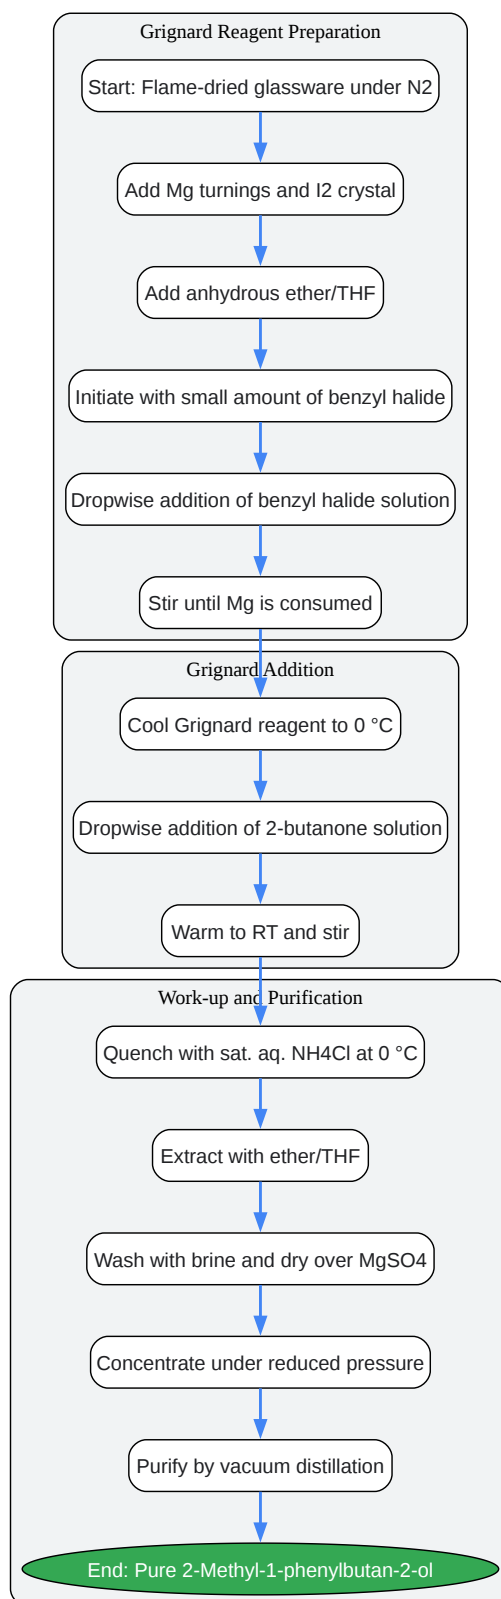 Grignard Reagent Preparation
Start: Flame-dried glassware under N2
Add Mg turnings and I2 crystal
Add anhydrous ether/THF
Initiate with small amount of benzyl halide
Dropwise addition of benzyl halide solution
Stir until Mg is consumed
Grignard Addition
Cool Grignard reagent to 0 °C
Dropwise addition of 2-butanone solution
Warm to RT and stir
Work-up and Purification
Quench with sat. aq. NH4Cl at 0 °C
Extract with ether/THF
Wash with brine and dry over MgSO4
Concentrate under reduced pressure
Purify by vacuum distillation
End: Pure 2-Methyl-1-phenylbutan-2-ol